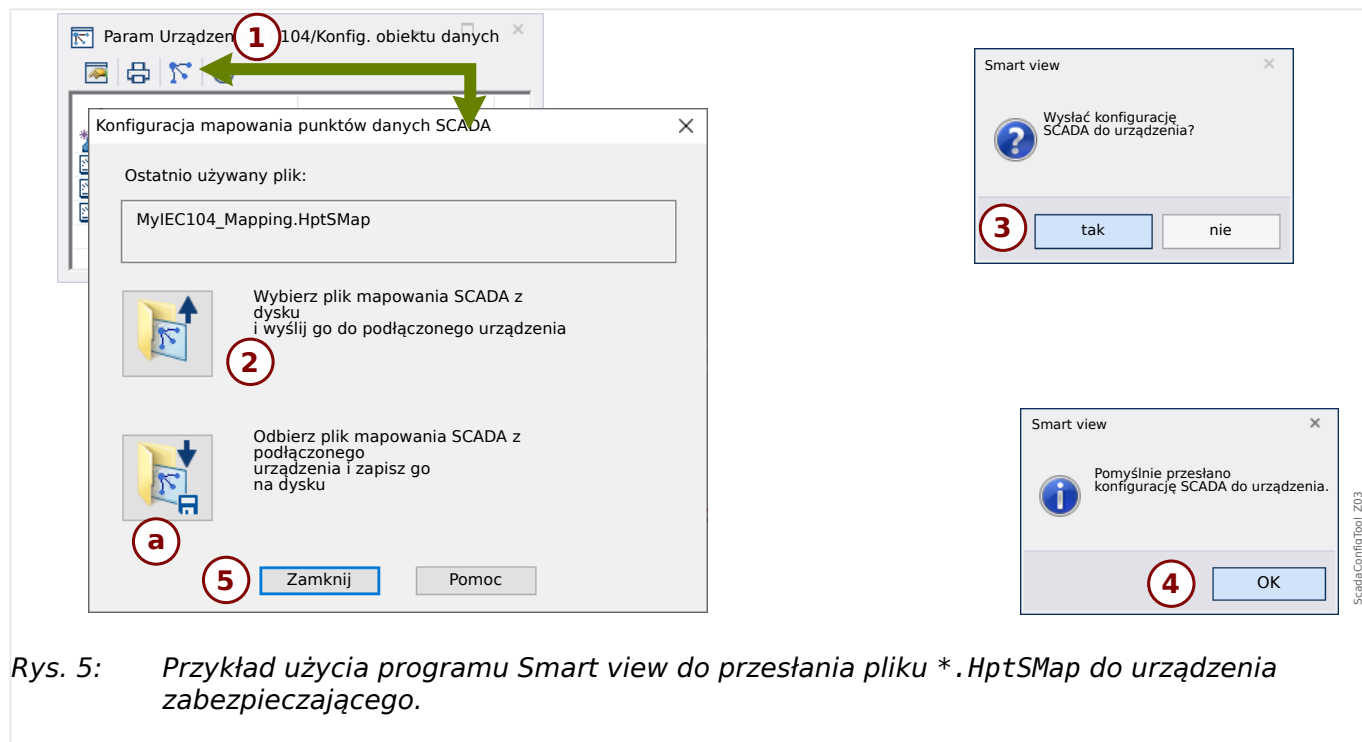 Param Urządzen 1 104/Konfig. obiektu danych
Konfiguracja mapowania punktów danych SCADA
Ostatnio używany plik:
MyIEC104_Mapping.HptSMap
Wybierz plik mapowania SCADA z
dysku
i wyślij go do podłączonego urządzenia
2
Odbierz plik mapowania SCADA z
podłączonego
urządzenia i zapisz go
na dysku
a
5 Zamknij Pomoc
Smart view
Wysłać konfigurację
SCADA do urządzenia?
3 tak nie
Smart view
Pomyślnie przesłano
konfigurację SCADA do urządzenia.
4 OK
ScadaConfigTool_Z03
Rys. 5: Przykład użycia programu Smart view do przesłania pliku *.HptSMap do urządzenia
zabezpieczającego.